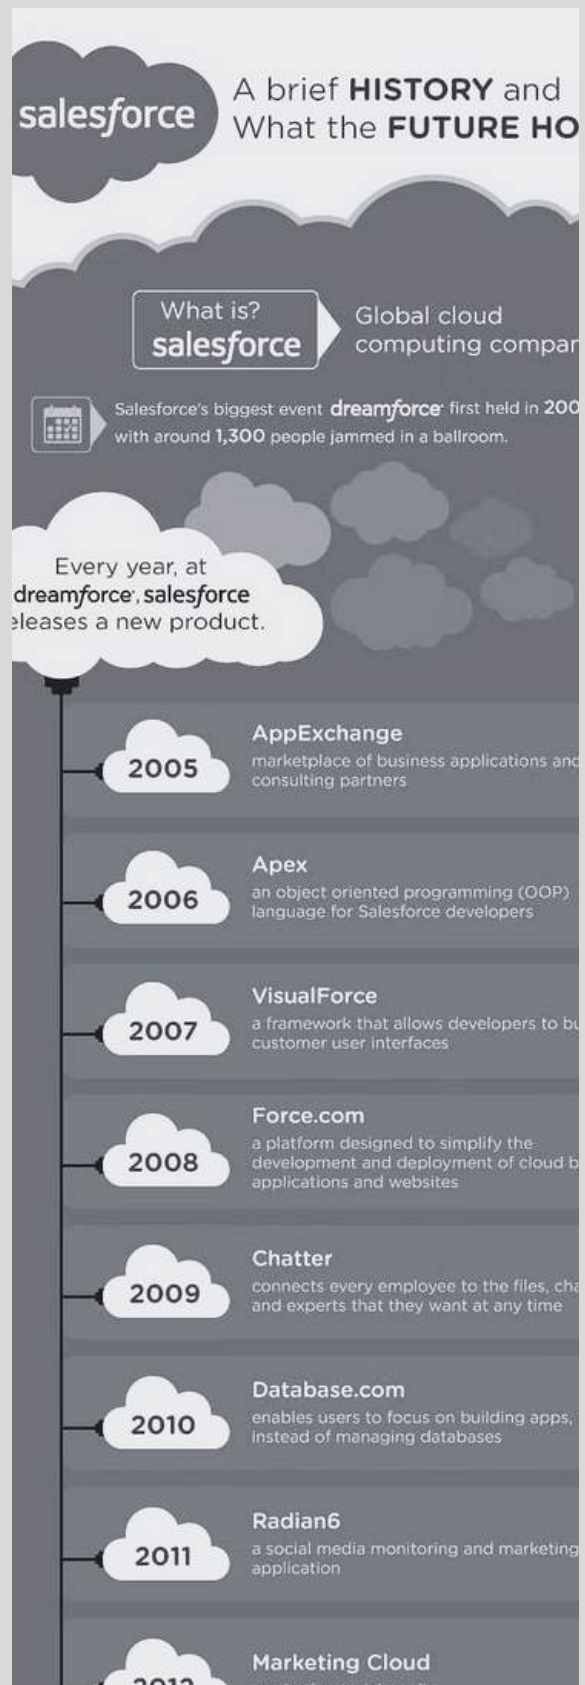 salesforce
A brief HISTORY and
What the FUTURE HO
What is?
salesforce
Global cloud
computing compan
Salesforce's biggest event dreamforce first held in 200
with around 1,300 people jammed in a ballroom.
Every year, at
dreamforce, salesforce
eleases a new product.
2005
AppExchange
marketplace of business applications and
consulting partners
2006
Apex
an object oriented programming (OOP)
language for Salesforce developers
2007
VisualForce
a framework that allows developers to bu
customer user interfaces
2008
Force.com
a platform designed to simplify the
development and deployment of cloud b
applications and websites
2009
Chatter
connects every employee to the files, cha
and experts that they want at any time
2010
Database.com
enables users to focus on building apps,
instead of managing databases
2011
Radian6
a social media monitoring and marketing
application
2012
Marketing Cloud